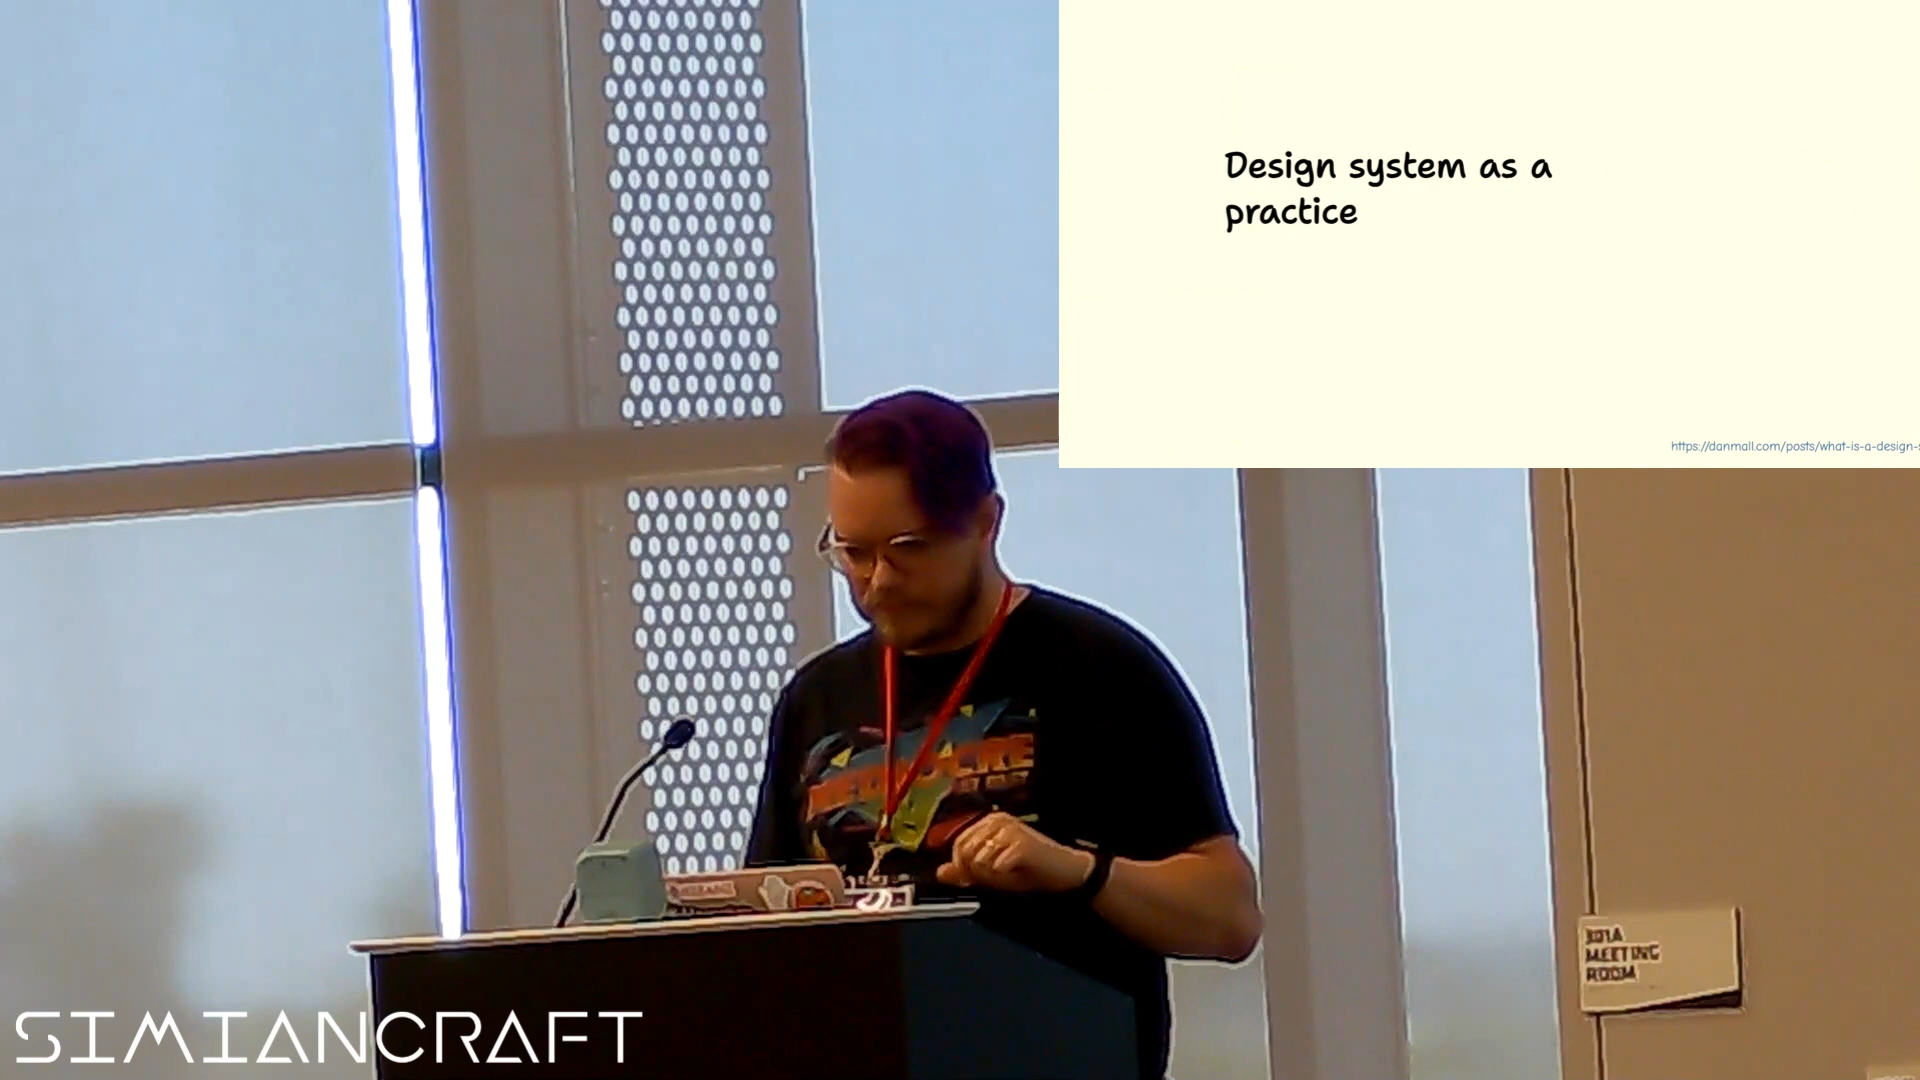 Design system as a
practice
https://danmall.com/posts/what-is-a-design-s
MEETING
ROOM
SIMIANCRAFT